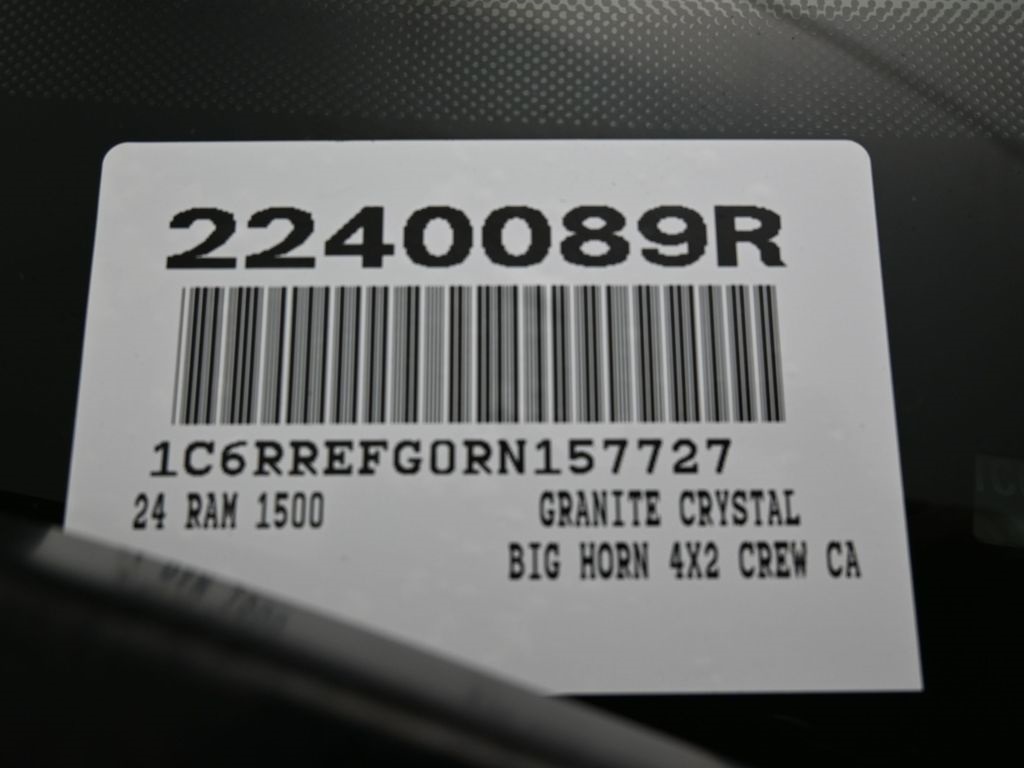 2240089R
1C6RREFG0RN157727
24 RAM 1500 GRANITE CRYSTAL
BIG HORN 4X2 CREW CA